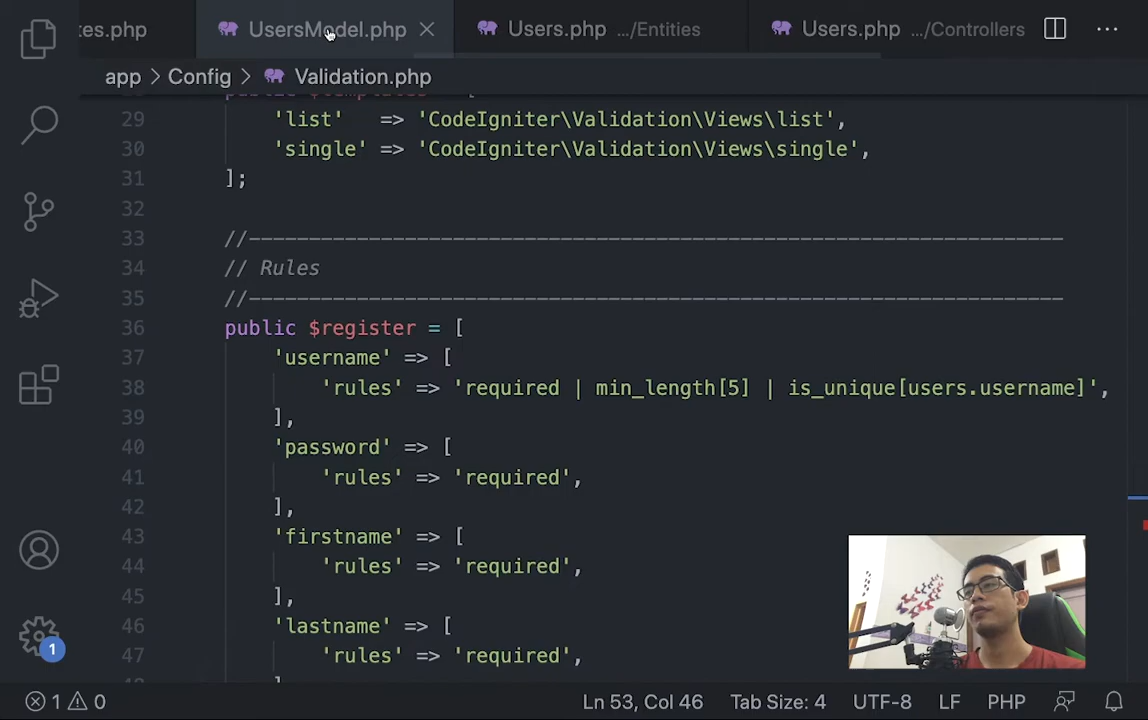 tes.php UsersModel.php Users.php .../Entities Users.php .../Controllers
app > Config > Validation.php
29 'list' => 'CodeIgniter\Validation\Views\list',
30 'single' => 'CodeIgniter\Validation\Views\single',
31 ];
32
33 //--------------------------------------------------------------------
34 // Rules
35 //--------------------------------------------------------------------
36 public $register = [
37 'username' => [
38 'rules' => 'required | min_length[5] | is_unique[users.username]',
39 ],
40 'password' => [
41 'rules' => 'required',
42 ],
43 'firstname' => [
44 'rules' => 'required',
45 ],
46 'lastname' => [
47 'rules' => 'required',
1
1 0 Ln 53, Col 46 Tab Size: 4 UTF-8 LF PHP